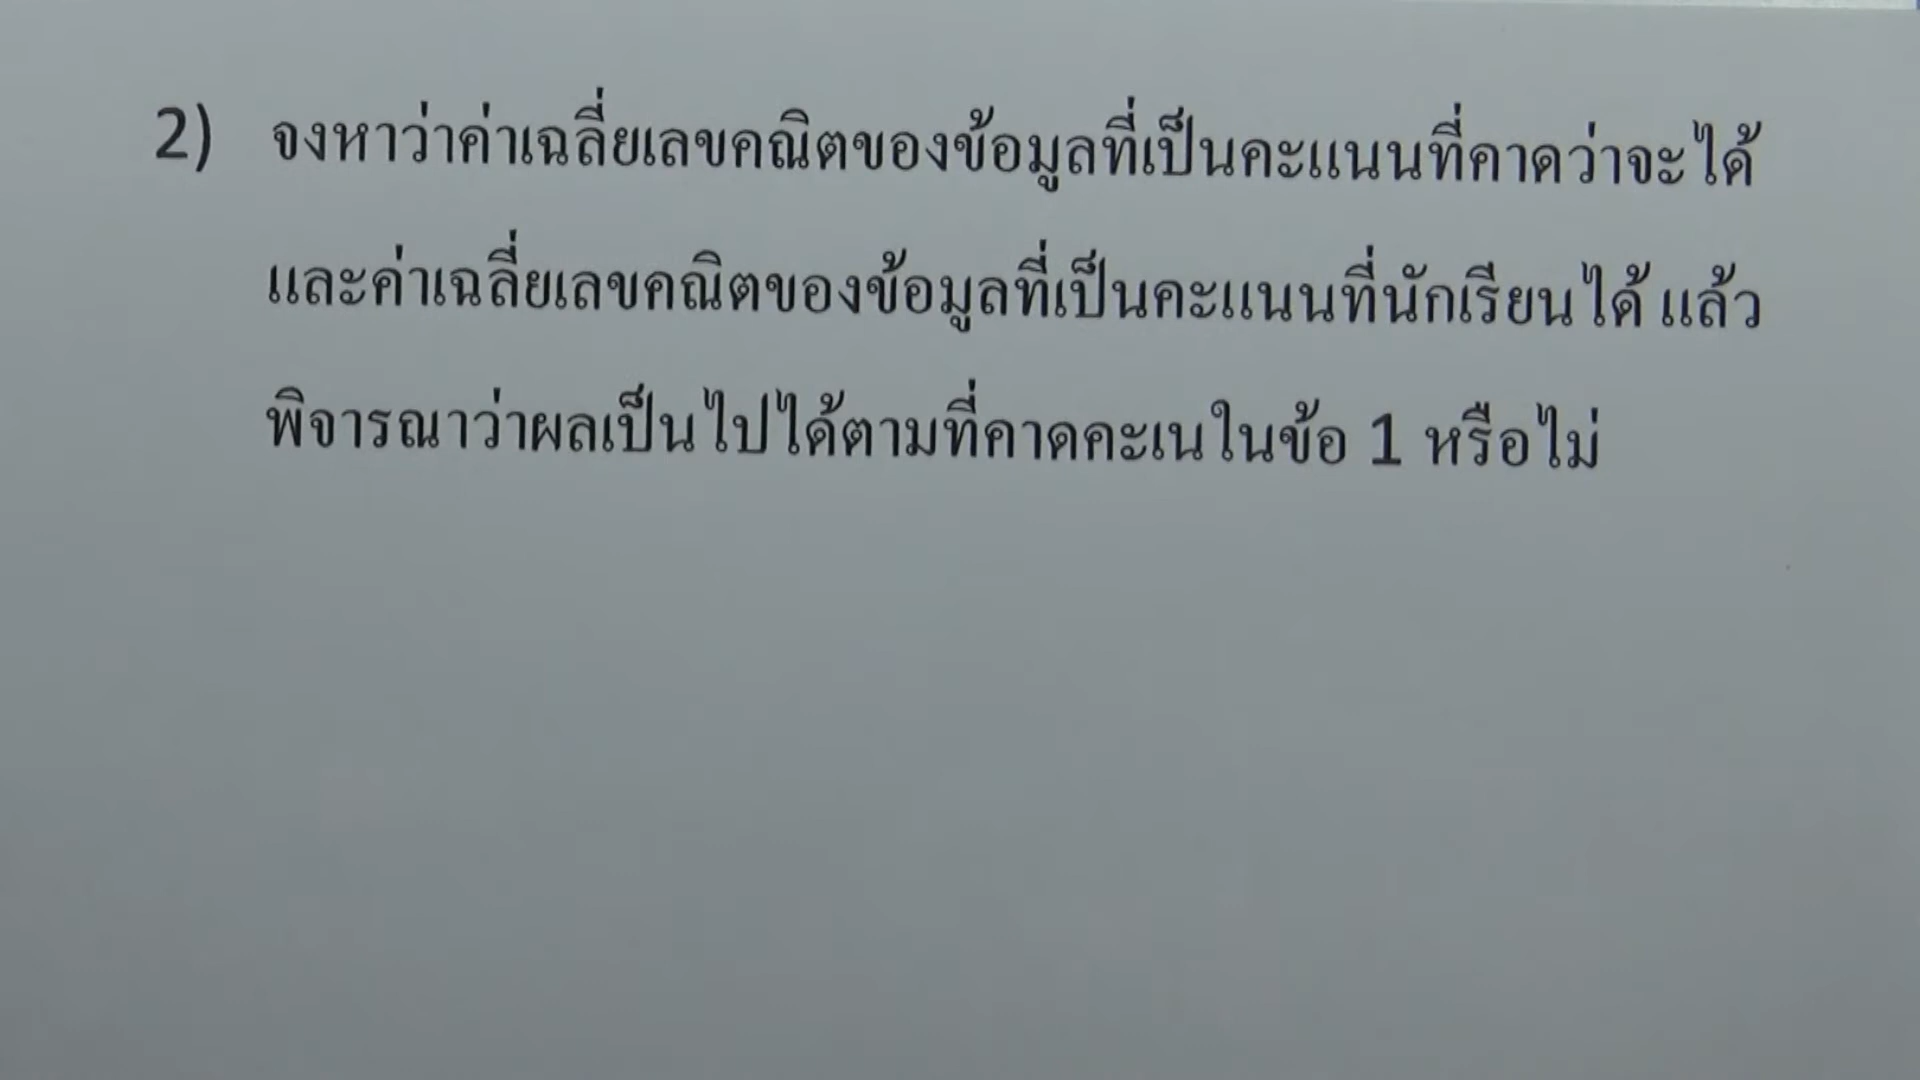 2) จงหาว่าค่าเฉลี่ยเลขคณิตของข้อมูลที่เป็นคะแนนที่คาดว่าจะได้
และค่าเฉลี่ยเลขคณิตของข้อมูลที่เป็นคะแนนที่นักเรียนได้ แล้ว
พิจารณาว่าผลเป็นไปได้ตามที่คาดคะเนในข้อ 1 หรือไม่